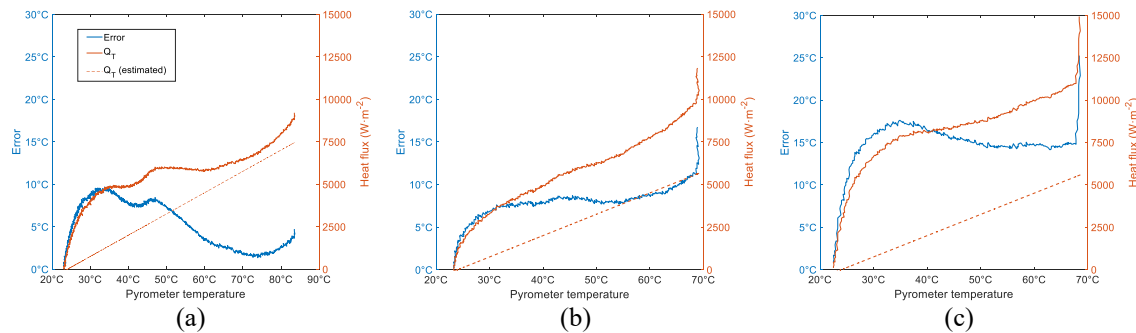 30°C
25°C
20°C
15°C
10°C
5°C
0°C
Error
Error
Q_T
Q_T (estimated)
15000
12500
10000
7500
5000
2500
0
Heat flux (W·m⁻²)
20°C 30°C 40°C 50°C 60°C 70°C 80°C 90°C
Pyrometer temperature
(a)
30°C
25°C
20°C
15°C
10°C
5°C
0°C
Error
15000
12500
10000
7500
5000
2500
0
Heat flux (W·m⁻²)
20°C 30°C 40°C 50°C 60°C 70°C
Pyrometer temperature
(b)
30°C
25°C
20°C
15°C
10°C
5°C
0°C
Error
15000
12500
10000
7500
5000
2500
0
Heat flux (W·m⁻²)
20°C 30°C 40°C 50°C 60°C 70°C
Pyrometer temperature
(c)